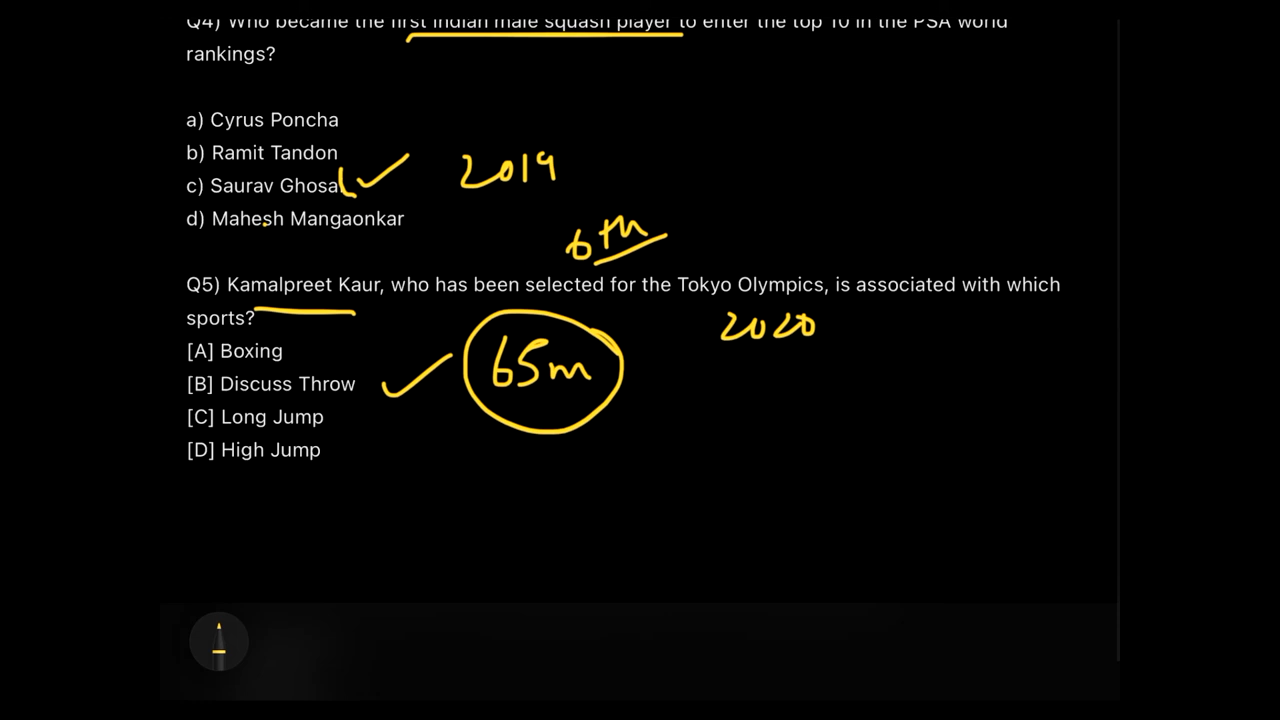 Q4) Who became the first Indian male squash player to enter the top 10 in the PSA world
rankings?
a) Cyrus Poncha
b) Ramit Tandon
c) Saurav Ghosal
2019
d) Mahesh Mangaonkar
6th
Q5) Kamalpreet Kaur, who has been selected for the Tokyo Olympics, is associated with which
sports?
2020
[A] Boxing
[B] Discuss Throw
65m
[C] Long Jump
[D] High Jump